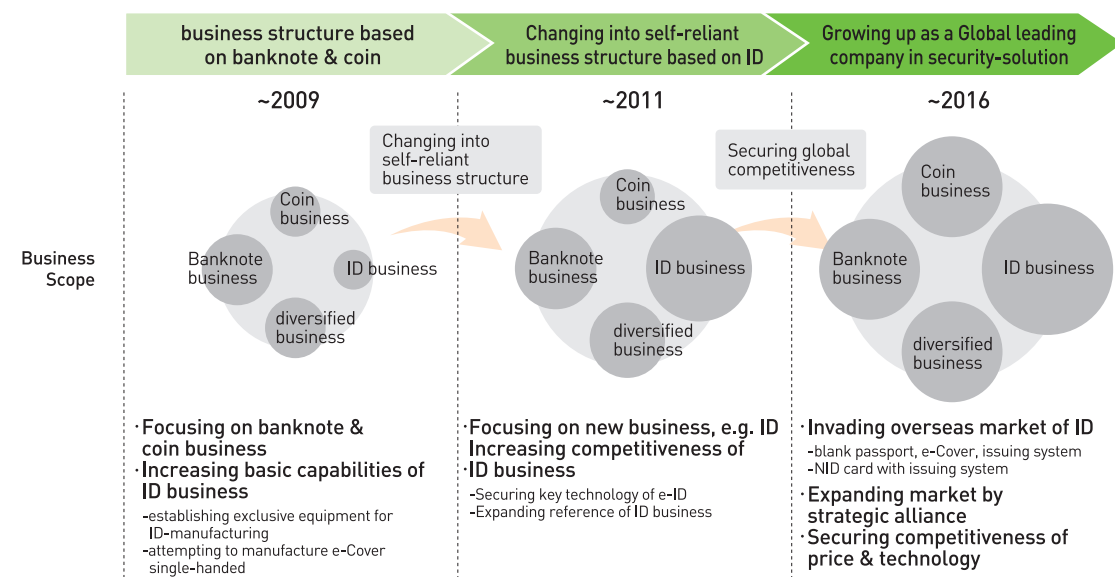 business structure based
on banknote & coin
Changing into self-reliant
business structure based on ID
Growing up as a Global leading
company in security-solution
~2009
~2011
~2016
Changing into
self-reliant
business structure
Securing global
competitiveness
Business
Scope
Coin
business
Banknote
business
ID business
diversified
business
Coin
business
Banknote
business
ID business
diversified
business
Coin
business
Banknote
business
ID business
diversified
business
·Focusing on banknote &
coin business
·Increasing basic capabilities of
ID business
-establishing exclusive equipment for
ID-manufacturing
-attempting to manufacture e-Cover
single-handed
·Focusing on new business, e.g. ID
Increasing competitiveness of
·ID business
-Securing key technology of e-ID
-Expanding reference of ID business
·Invading overseas market of ID
-blank passport, e-Cover, issuing system
-NID card with issuing system
·Expanding market by
strategic alliance
·Securing competitiveness of
price & technology